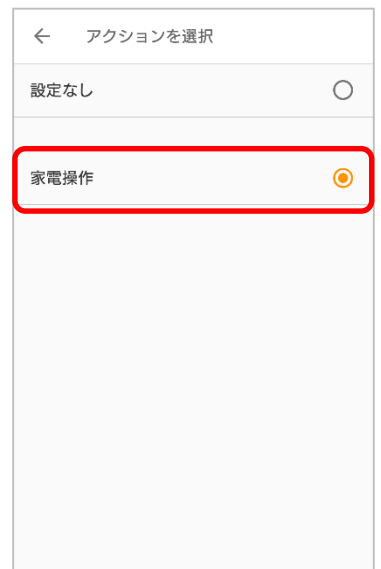 アクションを選択
設定なし
家電操作